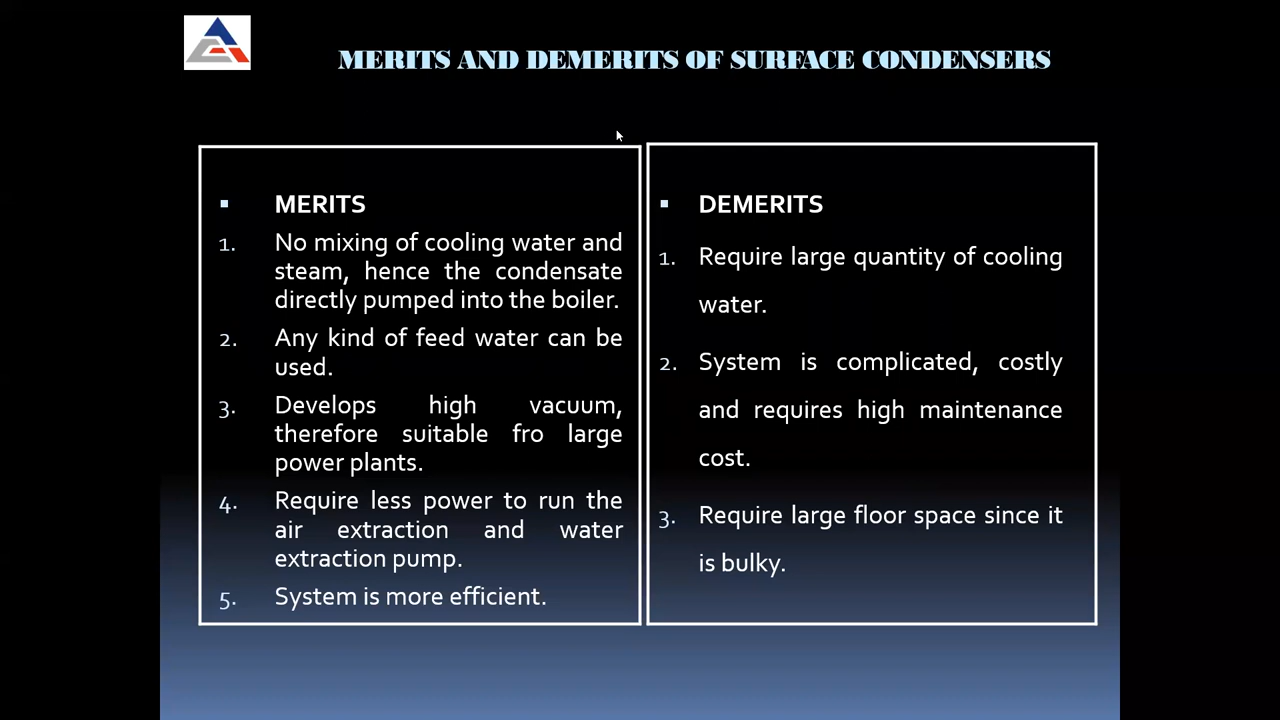 MERITS AND DEMERITS OF SURFACE CONDENSERS
▪ MERITS
1. No mixing of cooling water and
steam, hence the condensate
directly pumped into the boiler.
2. Any kind of feed water can be
used.
3. Develops high vacuum,
therefore suitable fro large
power plants.
4. Require less power to run the
air extraction and water
extraction pump.
5. System is more efficient.
▪ DEMERITS
1. Require large quantity of cooling
water.
2. System is complicated, costly
and requires high maintenance
cost.
3. Require large floor space since it
is bulky.